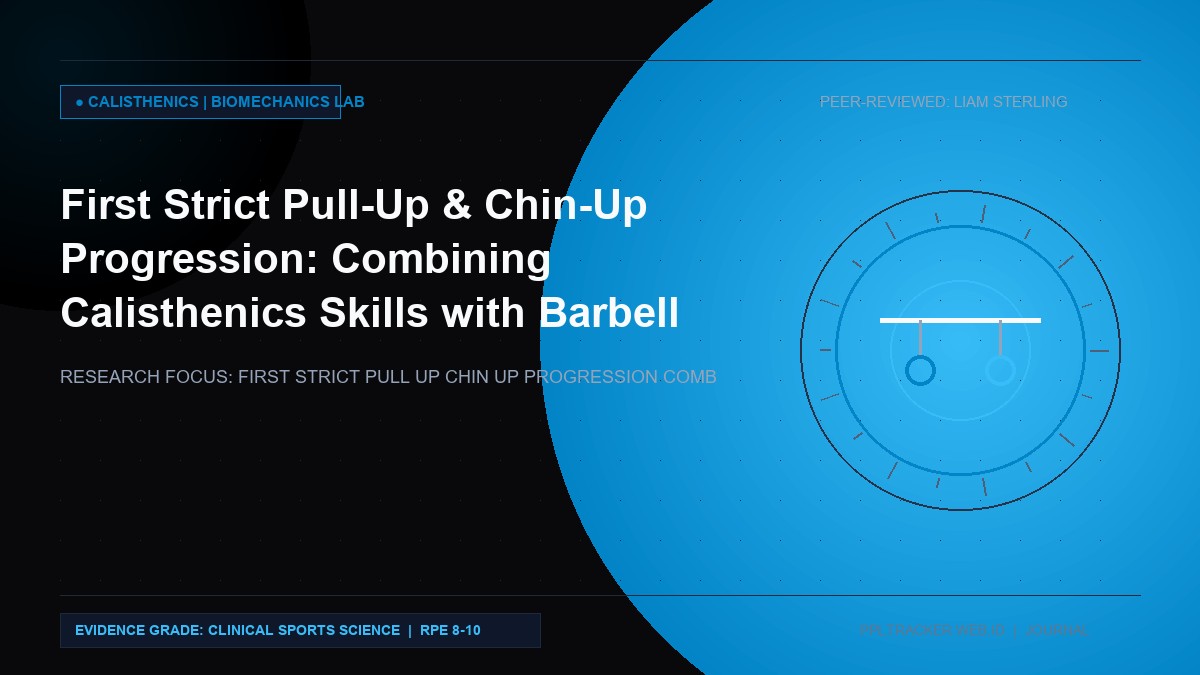 ● CALISTHENICS | BIOMECHANICS LAB
PEER-REVIEWED: LIAM STERLING
First Strict Pull-Up & Chin-Up
Progression: Combining
Calisthenics Skills with Barbell
RESEARCH FOCUS: FIRST STRICT PULL UP CHIN UP PROGRESSION COMB
EVIDENCE GRADE: CLINICAL SPORTS SCIENCE | RPE 8-10
| JOURNAL